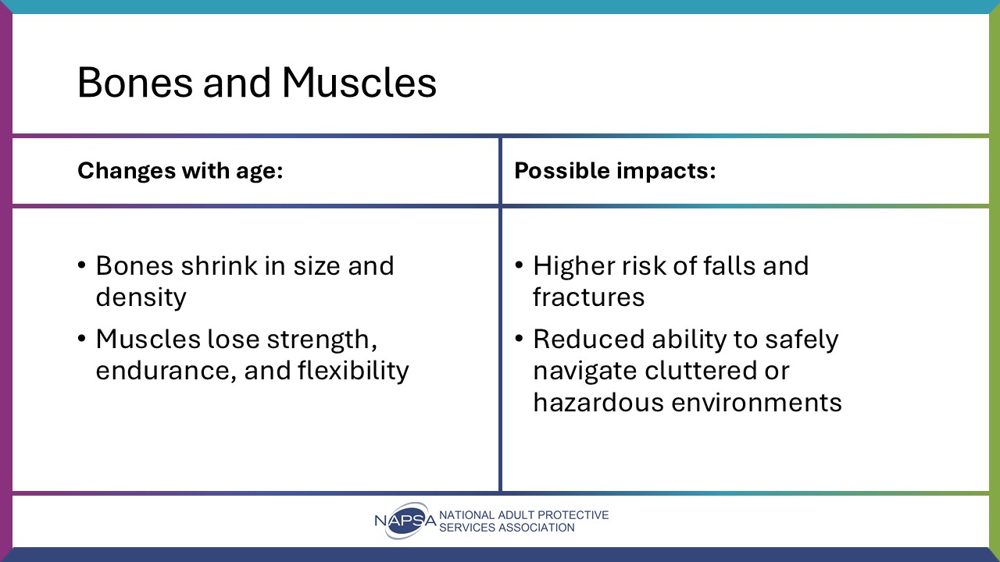 Bones and Muscles
Changes with age:
Possible impacts:
• Bones shrink in size and
density
• Muscles lose strength,
endurance, and flexibility
• Higher risk of falls and
fractures
• Reduced ability to safely
navigate cluttered or
hazardous environments
NAPSA NATIONAL ADULT PROTECTIVE
SERVICES ASSOCIATION